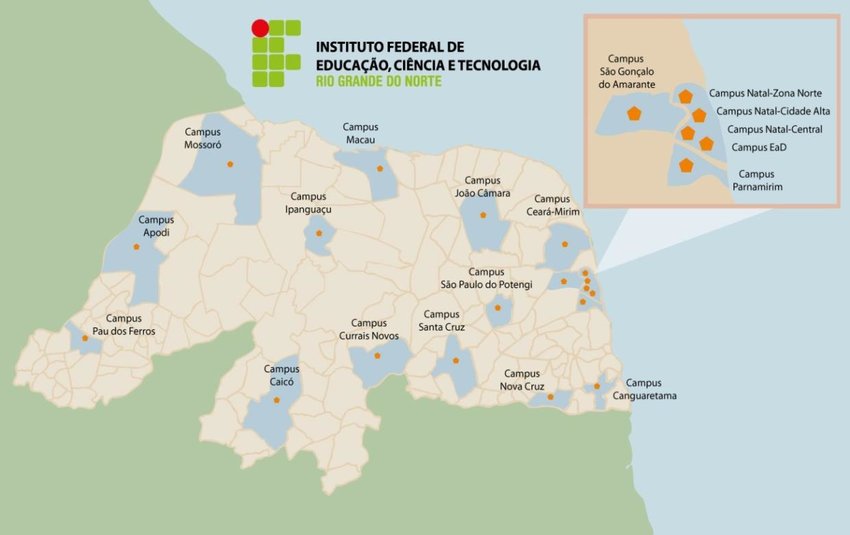 INSTITUTO FEDERAL DE
EDUCAÇÃO, CIÊNCIA E TECNOLOGIA
RIO GRANDE DO NORTE
Campus
São Gonçalo
do Amarante
Campus Natal-Zona Norte
Campus Natal-Cidade Alta
Campus Natal-Central
Campus EaD
Campus
Parnamirim
Campus
Mossoró
Campus
Macau
Campus
Ipanguaçu
Campus
João Câmara
Campus
Ceará-Mirim
Campus
Apodi
Campus
São Paulo do Potengi
Campus
Pau dos Ferros
Campus
Currais Novos
Campus
Santa Cruz
Campus
Caicó
Campus
Nova Cruz
Campus
Canguaretama